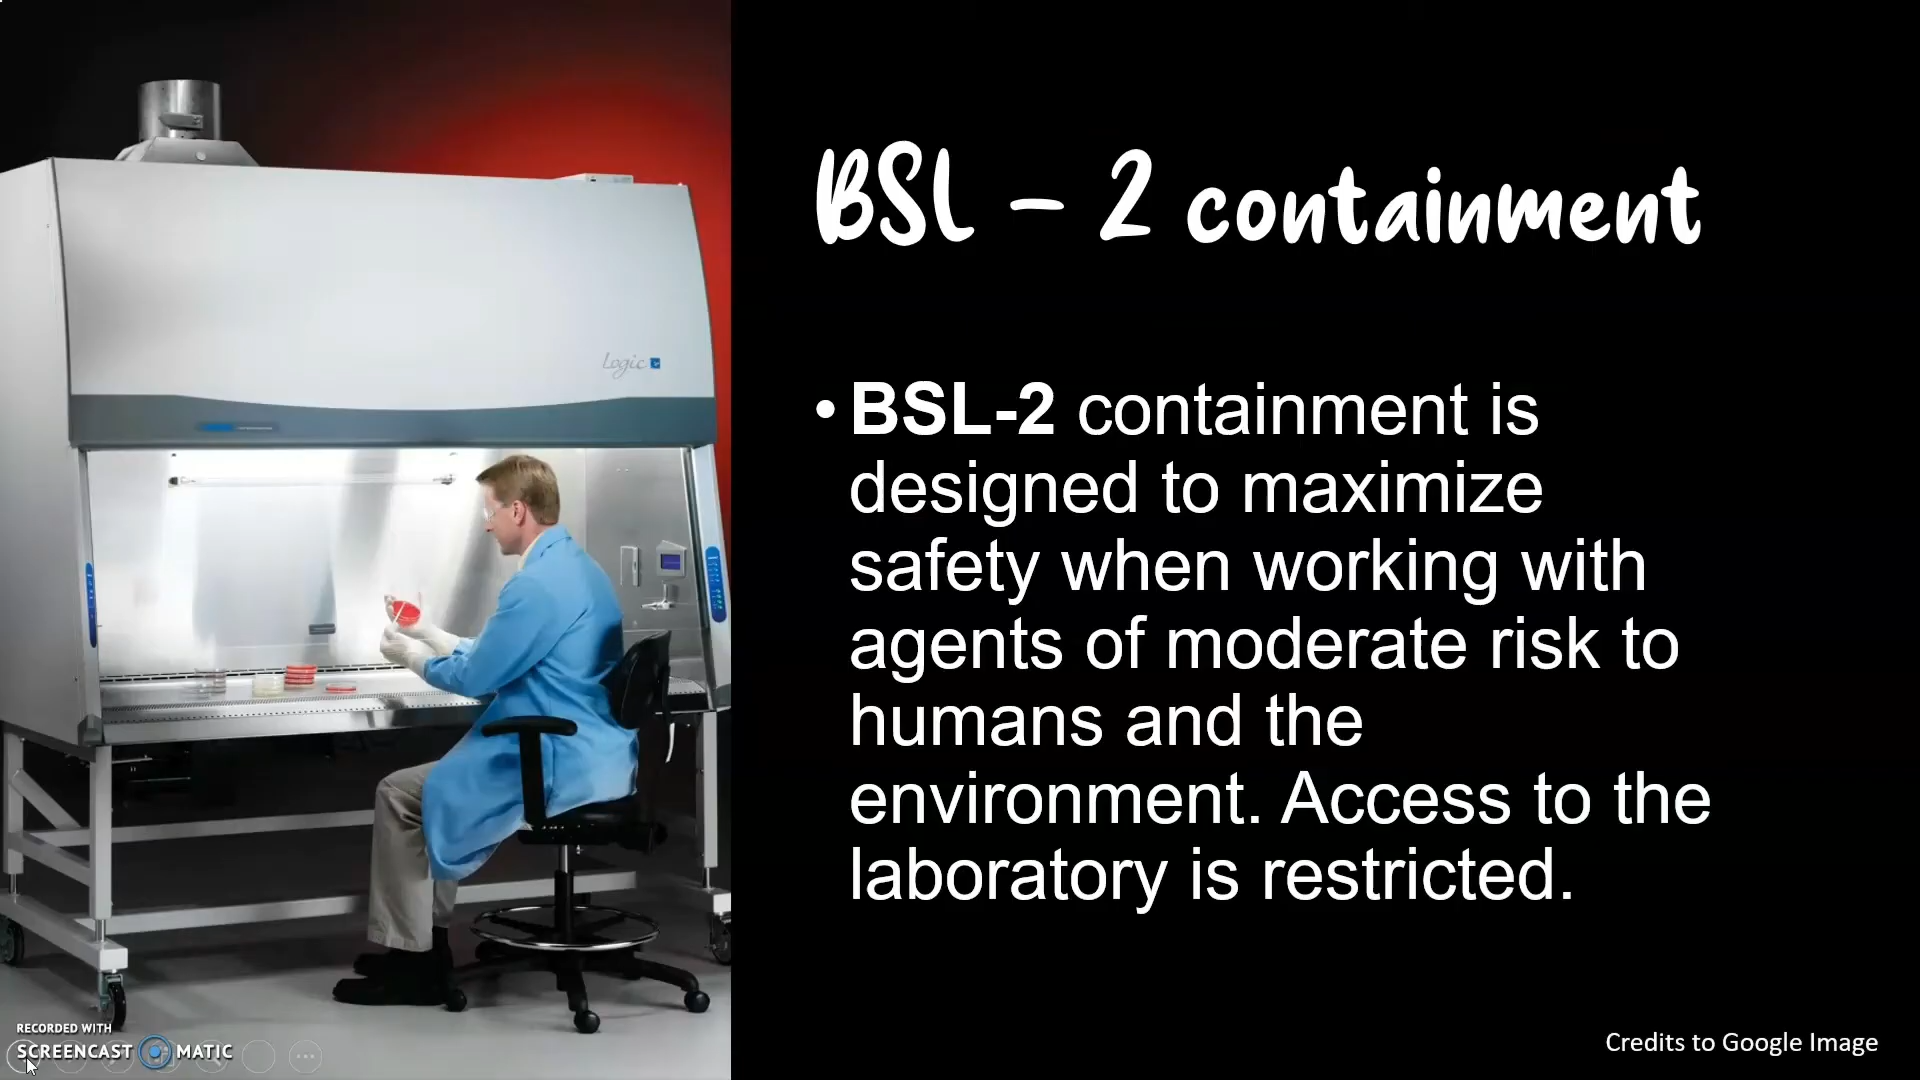 BSL – 2 containment
• BSL-2 containment is
designed to maximize
safety when working with
agents of moderate risk to
humans and the
environment. Access to the
laboratory is restricted.
Logic
RECORDED WITH
SCREENCAST MATIC
Credits to Google Image